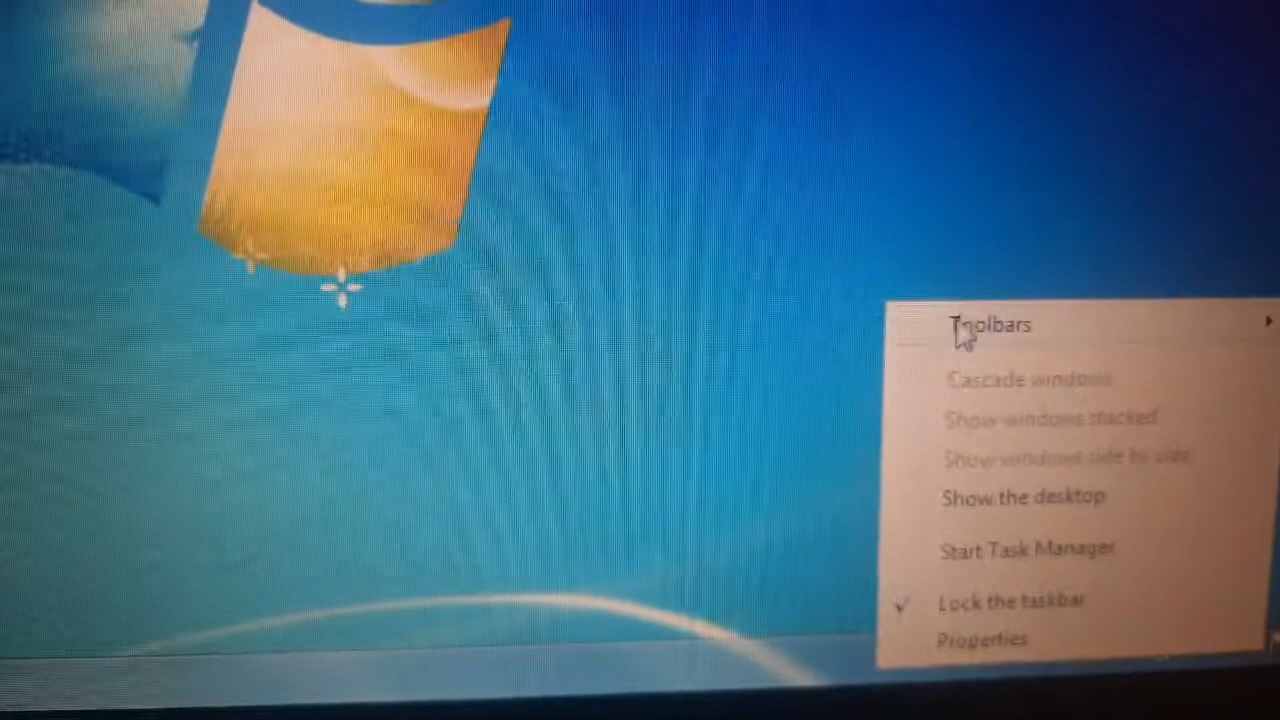 Toolbars
Cascade windows
Show windows stacked
Show windows side by side
Show the desktop
Start Task Manager
Lock the taskbar
Properties